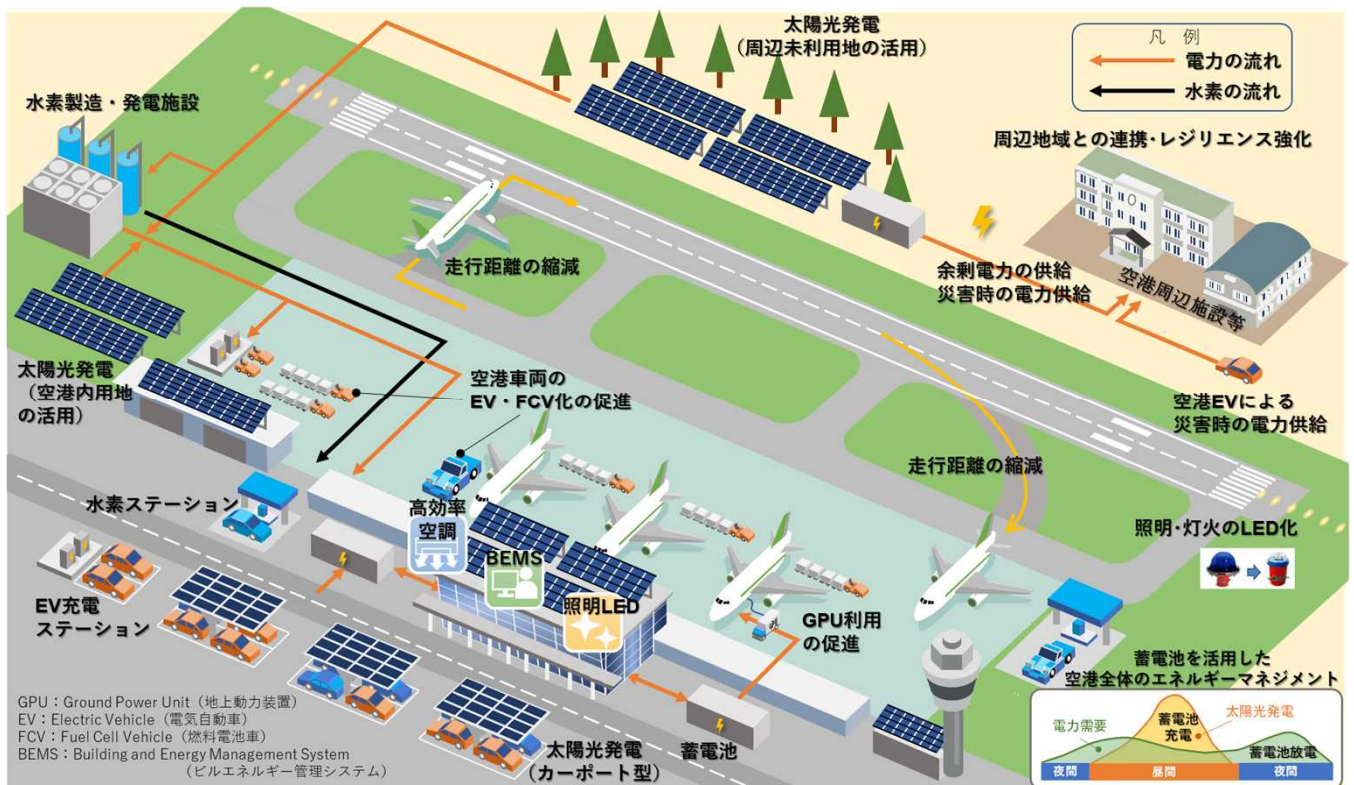 太陽光発電
（周辺未利用地の活用）
凡 例
電力の流れ
水素の流れ
水素製造・発電施設
周辺地域との連携・レジリエンス強化
走行距離の縮減
余剰電力の供給
災害時の電力供給
空港周辺施設等
太陽光発電
（空港内用地
の活用）
空港車両の
EV・FCV化の促進
空港EVによる
災害時の電力供給
走行距離の縮減
水素ステーション
高効率
空調
BEMS
照明LED
照明・灯火のLED化
EV充電
ステーション
GPU利用
の促進
蓄電池を活用した
空港全体のエネルギーマネジメント
電力需要
蓄電池
充電
太陽光発電
蓄電池放電
夜間
昼間
夜間
太陽光発電
（カーポート型）
蓄電池
GPU：Ground Power Unit（地上動力装置）
EV：Electric Vehicle（電気自動車）
FCV：Fuel Cell Vehicle（燃料電池車）
BEMS：Building and Energy Management System
（ビルエネルギー管理システム）